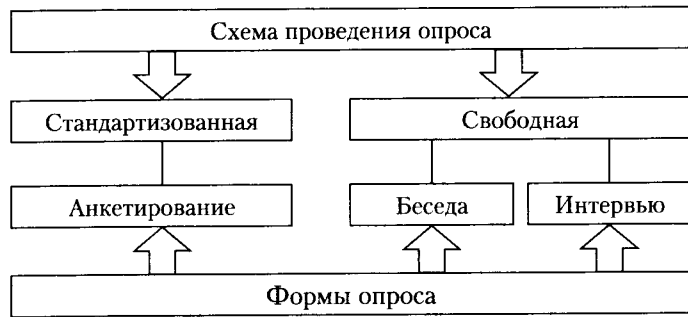 Схема проведения опроса
Стандартизованная
Свободная
Анкетирование
Беседа
Интервью
Формы опроса